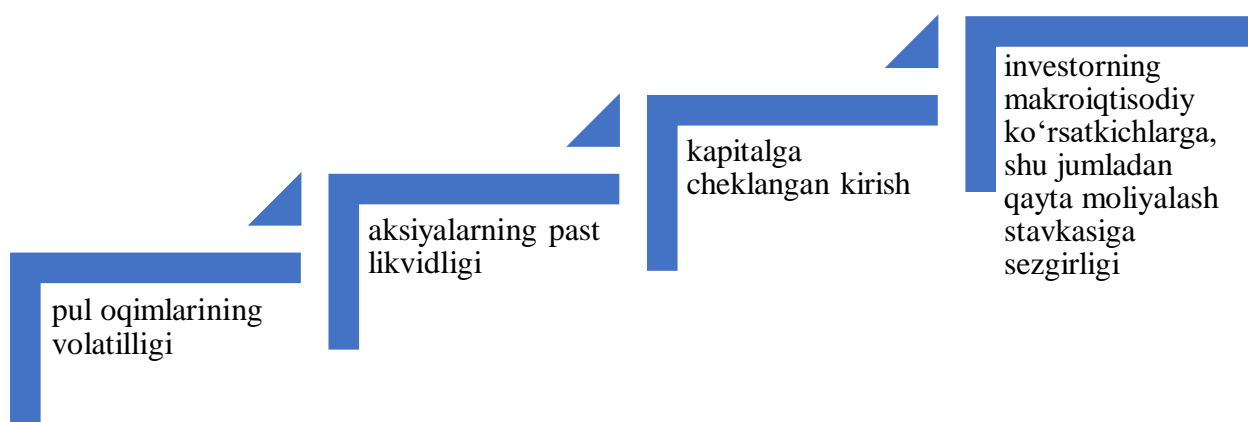 pul oqimlarining
volatilligi
aksiyalarning past
likvidligi
kapitalga
cheklangan kirish
investorning
makroiqtisodiy
ko‘rsatkichlarga,
shu jumladan
qayta moliyalash
stavkasiga
sezgirligi